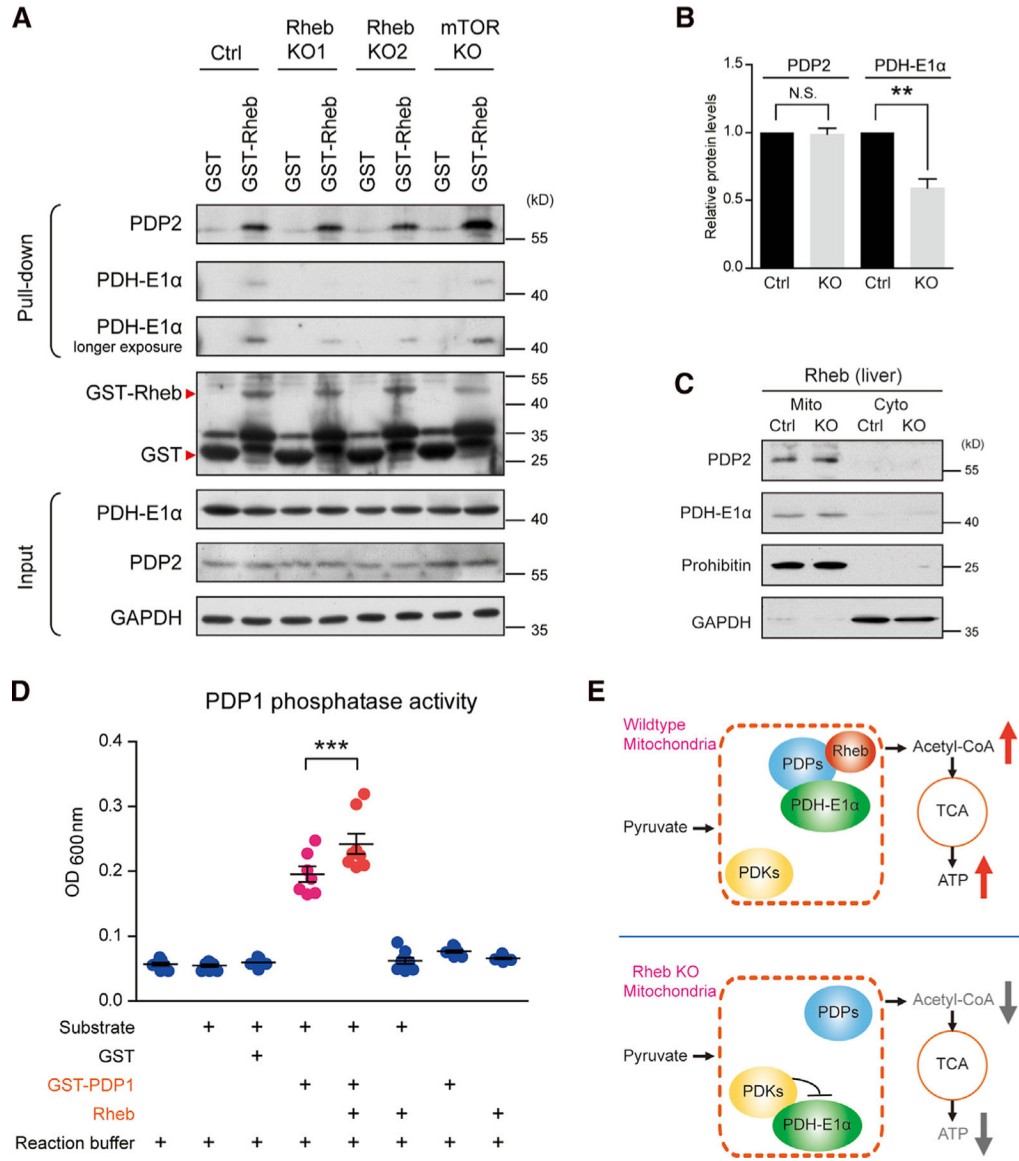 A
Ctrl
Rheb KO1
Rheb KO2
mTOR KO
GST
GST-Rheb
GST
GST-Rheb
GST
GST-Rheb
GST
GST-Rheb
(kD)
Pull-down
PDP2
55
PDH-E1α
40
PDH-E1α
longer exposure
40
55
GST-Rheb
40
35
GST
25
Input
PDH-E1α
40
PDP2
55
GAPDH
35
B
1.5
PDP2
PDH-E1α
N.S.
**
1.0
0.5
0.0
Relative protein levels
Ctrl
KO
Ctrl
KO
C
Rheb (liver)
Mito
Cyto
Ctrl
KO
Ctrl
KO
(kD)
PDP2
55
PDH-E1α
40
Prohibitin
25
GAPDH
35
D
PDP1 phosphatase activity
***
0.4
0.3
0.2
0.1
0.0
OD 600nm
Substrate + + + + +
GST +
GST-PDP1 + + +
Rheb + + +
Reaction buffer + + + + + + + +
E
Wildtype
Mitochondria
PDPs
Rheb
PDH-E1α
PDKs
Pyruvate
Acetyl-CoA
TCA
ATP
Rheb KO
Mitochondria
PDPs
PDKs
PDH-E1α
Pyruvate
Acetyl-CoA
TCA
ATP